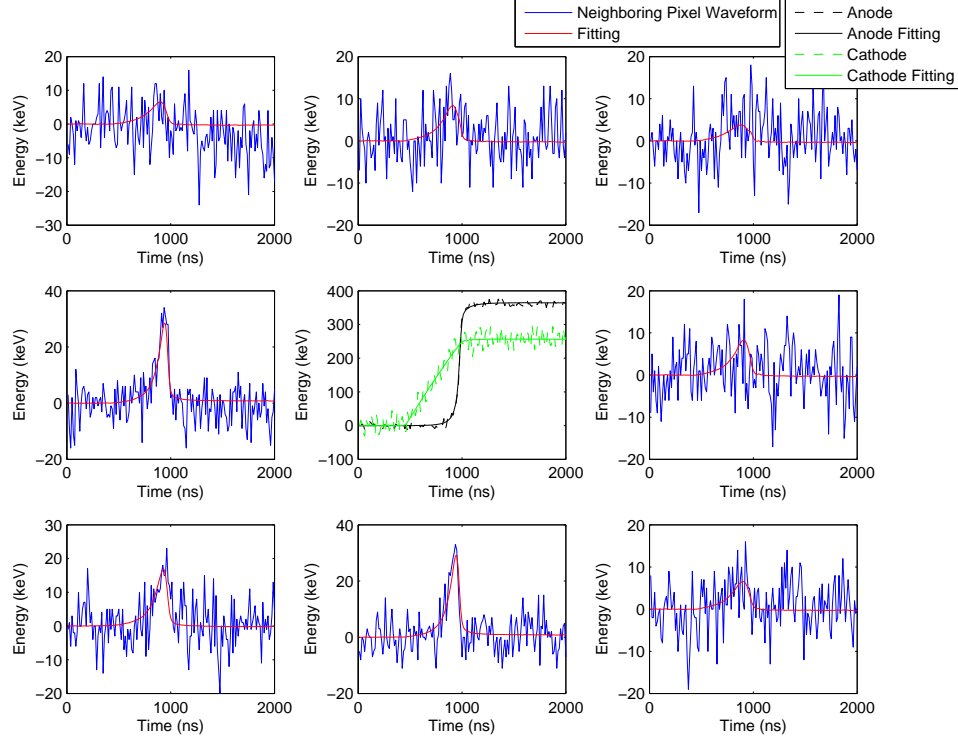 Neighboring Pixel Waveform
Fitting
Anode
Anode Fitting
Cathode
Cathode Fitting
20
10
0
−10
−20
−30
Energy (keV)
0 1000 2000
Time (ns)
20
10
0
−10
−20
Energy (keV)
0 1000 2000
Time (ns)
20
10
0
−10
−20
Energy (keV)
0 1000 2000
Time (ns)
40
20
0
−20
Energy (keV)
0 1000 2000
Time (ns)
400
300
200
100
0
−100
Energy (keV)
0 1000 2000
Time (ns)
20
10
0
−10
−20
Energy (keV)
0 1000 2000
Time (ns)
30
20
10
0
−10
−20
Energy (keV)
0 1000 2000
Time (ns)
40
20
0
−20
Energy (keV)
0 1000 2000
Time (ns)
20
10
0
−10
−20
Energy (keV)
0 1000 2000
Time (ns)